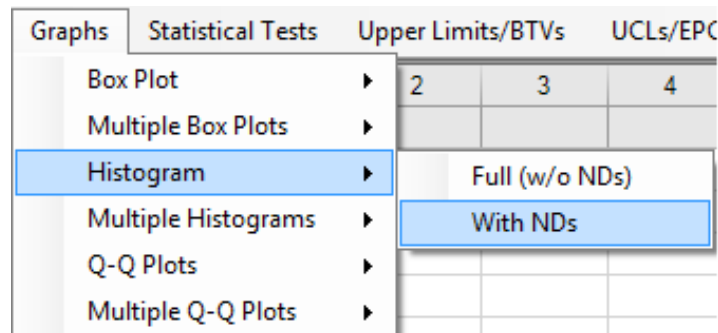 Graphs Statistical Tests Upper Limits/BTVs UCLs/EPC
Box Plot 2 3 4
Multiple Box Plots
Histogram Full (w/o NDs)
Multiple Histograms With NDs
Q-Q Plots
Multiple Q-Q Plots